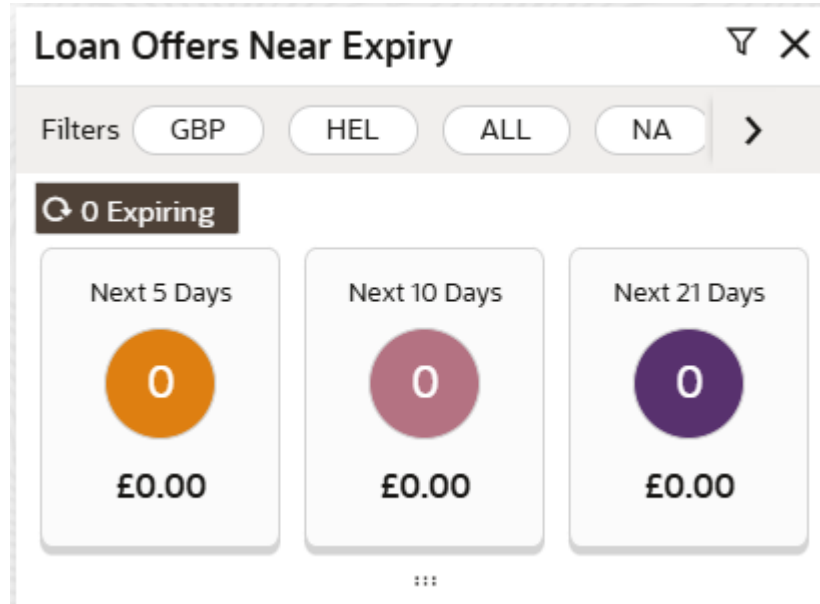 Loan Offers Near Expiry
Filters GBP HEL ALL NA
0 Expiring
Next 5 Days Next 10 Days Next 21 Days
0 0 0
£0.00 £0.00 £0.00